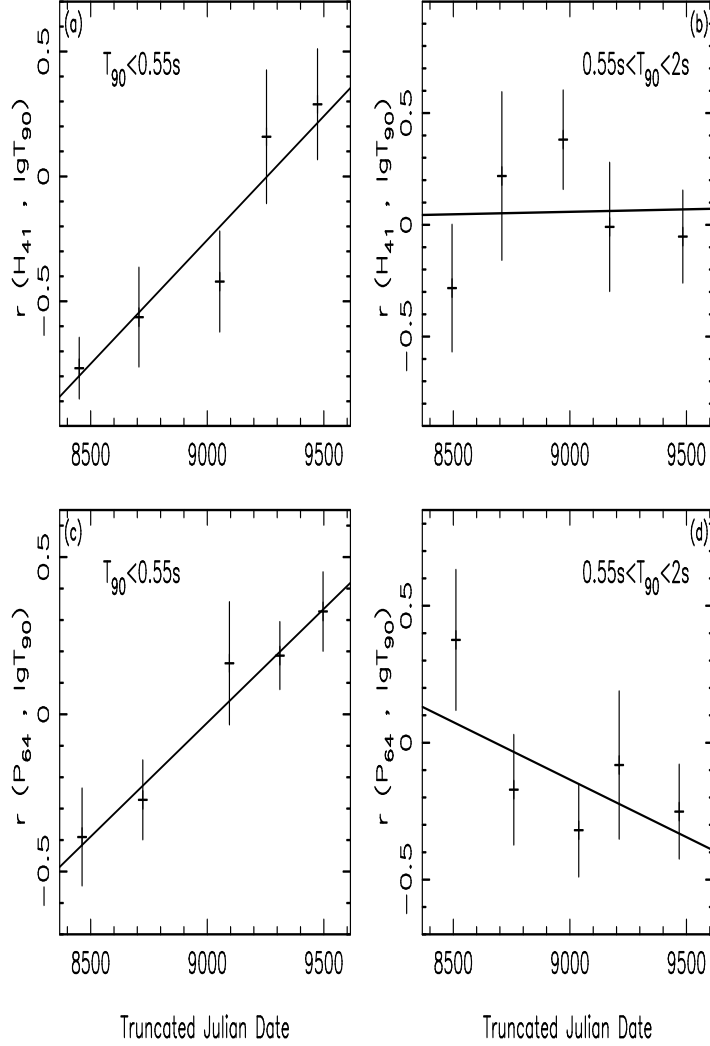 (a)
T90<0.55s
r (H41 , lgT90)
0.5
0
−0.5
8500 9000 9500
(b)
0.55s<T90<2s
r (H41 , lgT90)
0.5
0
−0.5
8500 9000 9500
(c)
T90<0.55s
r (P64 , lgT90)
0.5
0
−0.5
8500 9000 9500
Truncated Julian Date
(d)
0.55s<T90<2s
r (P64 , lgT90)
0.5
0
−0.5
8500 9000 9500
Truncated Julian Date